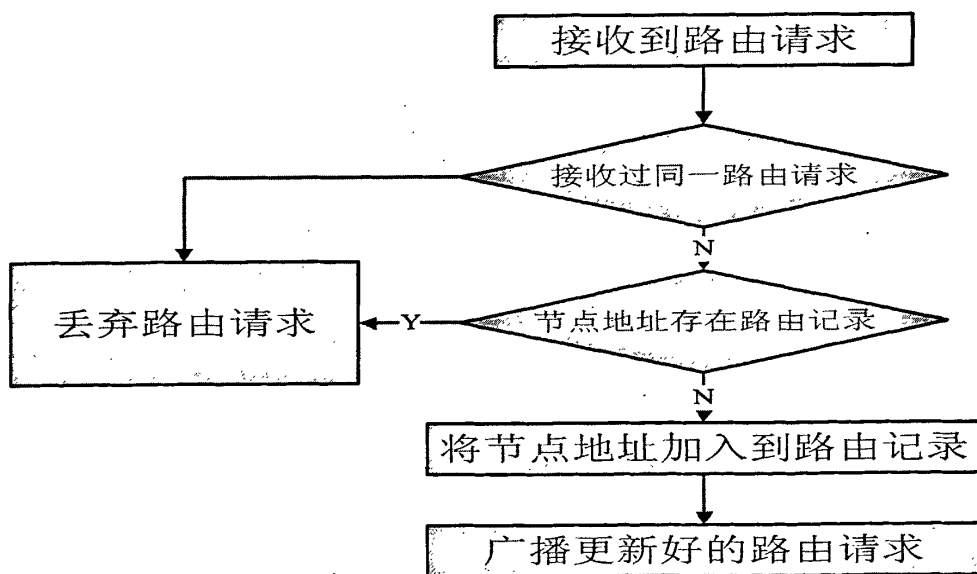 接收到路由请求
接收过同一路由请求
N
丢弃路由请求
Y
节点地址存在路由记录
N
将节点地址加入到路由记录
广播更新好的路由请求